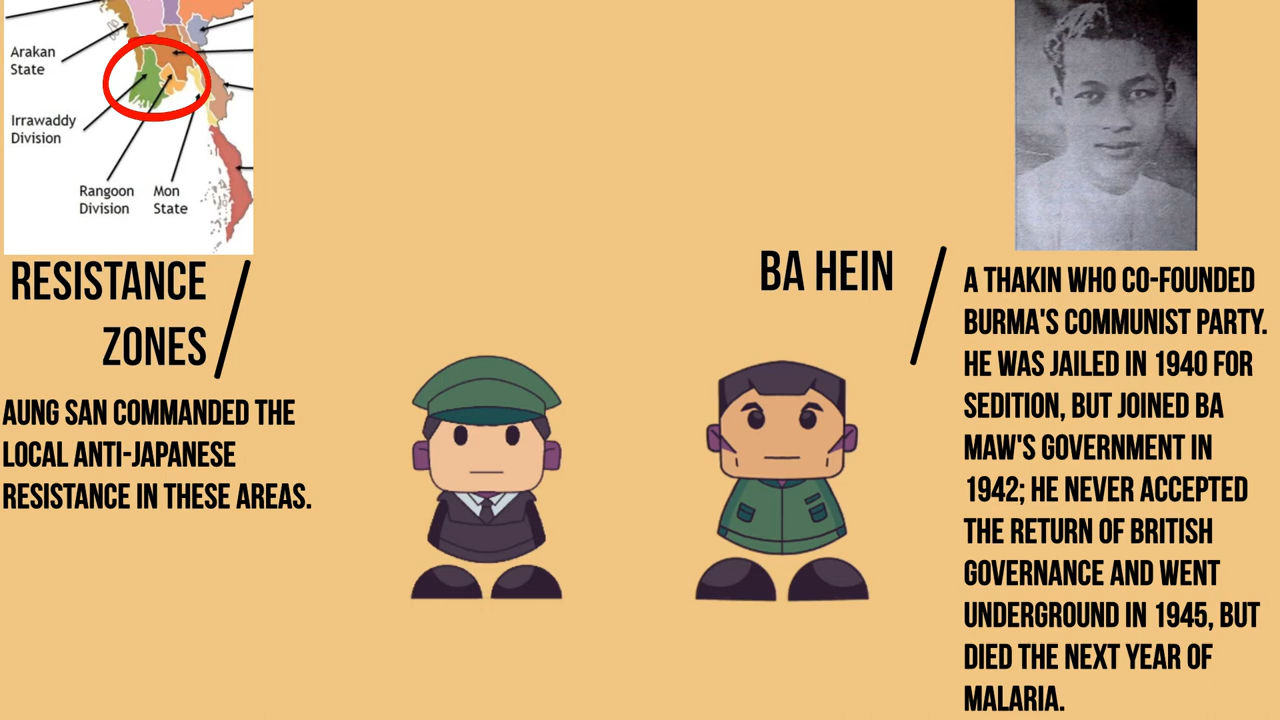 Arakan
State
Irrawaddy
Division
Rangoon
Division
Mon
State
RESISTANCE
ZONES
AUNG SAN COMMANDED THE
LOCAL ANTI-JAPANESE
RESISTANCE IN THESE AREAS.
BA HEIN
A THAKIN WHO CO-FOUNDED
BURMA'S COMMUNIST PARTY.
HE WAS JAILED IN 1940 FOR
SEDITION, BUT JOINED BA
MAW'S GOVERNMENT IN
1942; HE NEVER ACCEPTED
THE RETURN OF BRITISH
GOVERNANCE AND WENT
UNDERGROUND IN 1945, BUT
DIED THE NEXT YEAR OF
MALARIA.